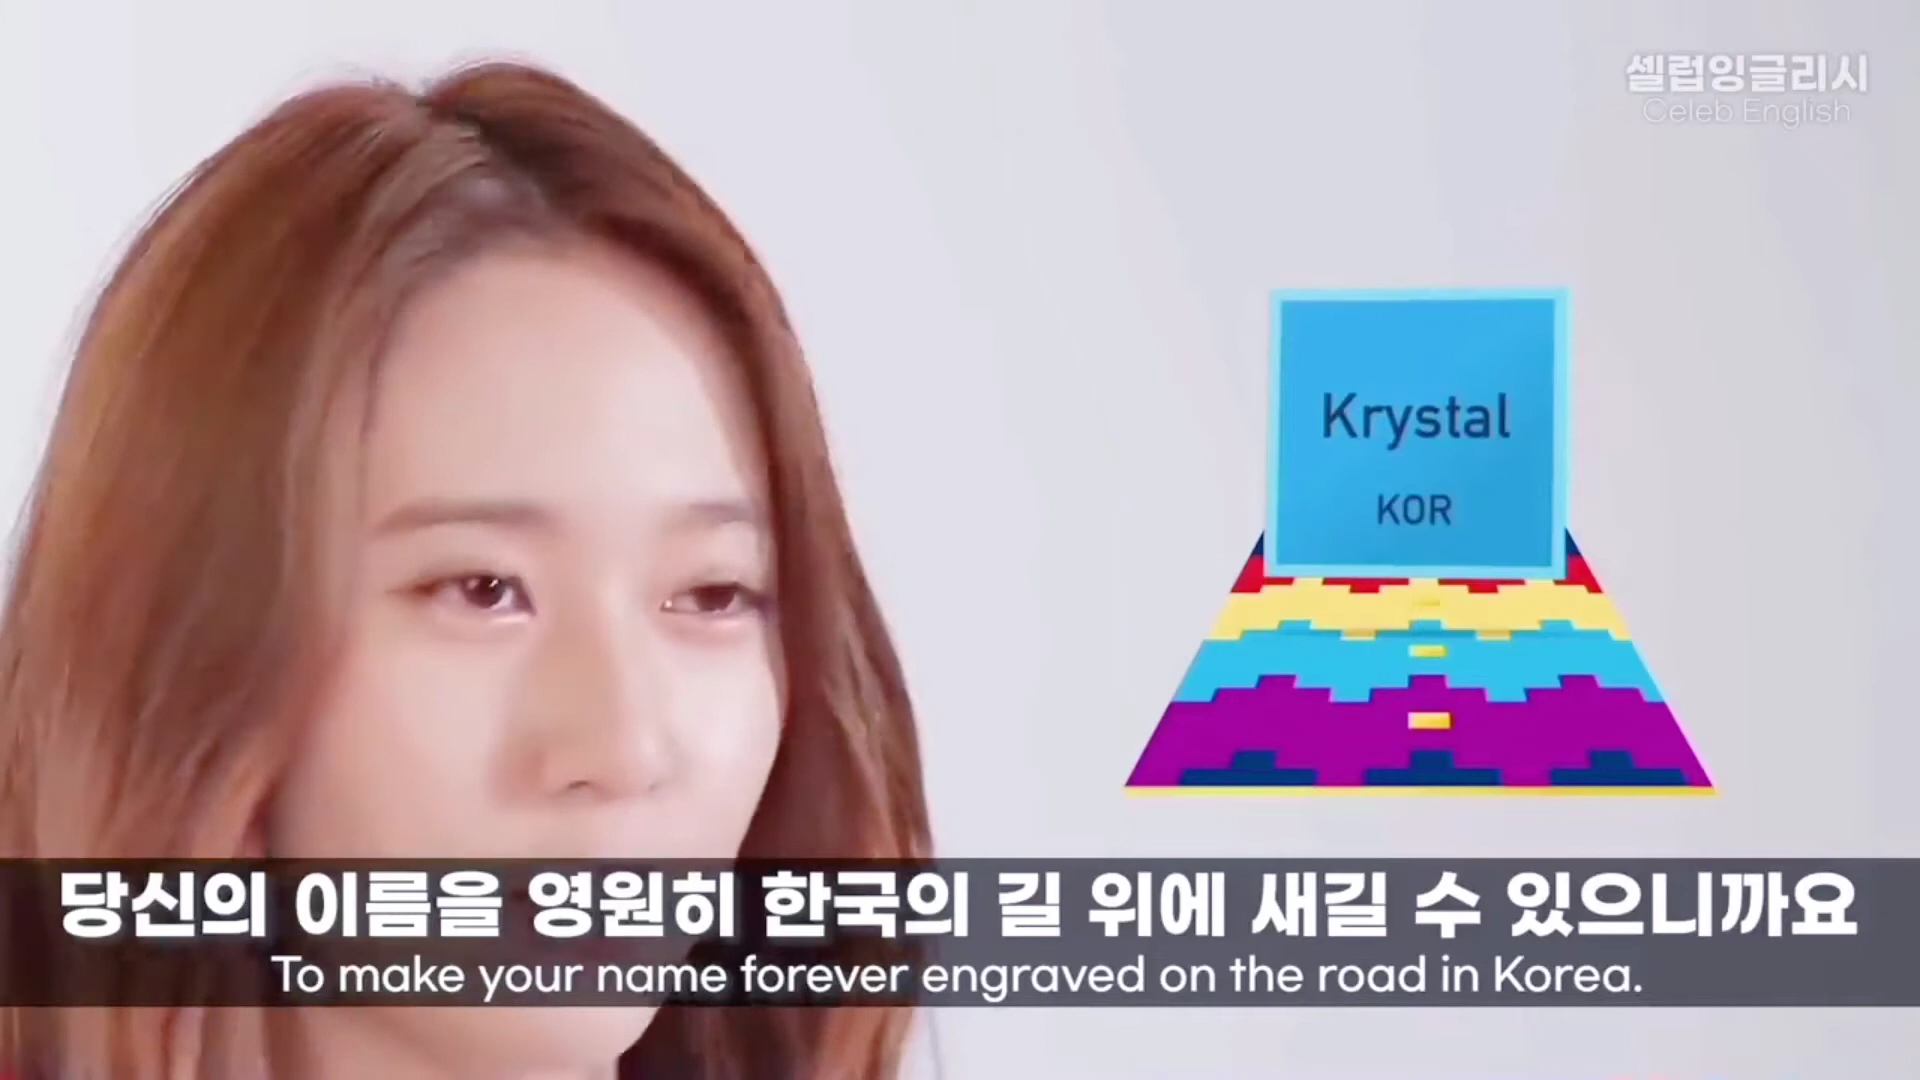 셀럽잉글리시
Celeb English
Krystal
KOR
당신의 이름을 영원히 한국의 길 위에 새길 수 있으니까요
To make your name forever engraved on the road in Korea.